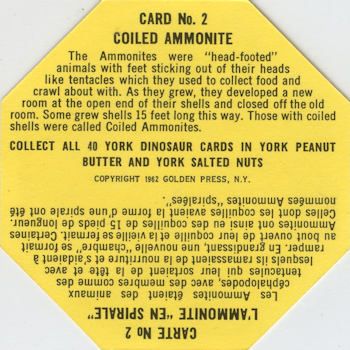 CARD No. 2
COILED AMMONITE
The Ammonites were "head-footed"
animals with feet sticking out of their heads
like tentacles which they used to collect food and
crawl about with. As they grew, they developed a new
room at the open end of their shells and closed off the old
room. Some grew shells 15 feet long this way. Those with coiled
shells were called Coiled Ammonites.
COLLECT ALL 40 YORK DINOSAUR CARDS IN YORK PEANUT
BUTTER AND YORK SALTED NUTS
COPYRIGHT 1962 GOLDEN PRESS, N.Y.
CARTE No 2
L'AMMONITE "EN SPIRALE"
Les Ammonites étaient des animaux
céphalopodes, avec des membres comme des
tentacules qui leur sortaient de la tête et avec
lesquels ils ramassaient de la nourriture et s'aidaient à
ramper. En grandissant, une nouvelle "chambre" se formait
au bout ouvert de leur coquille et la vieille se fermait. Certaines
Ammonites ont ainsi eu des coquilles de 15 pieds de longueur.
Celles dont les coquilles avaient la forme d'une spirale ont été
nommées Ammonites "spiralées".